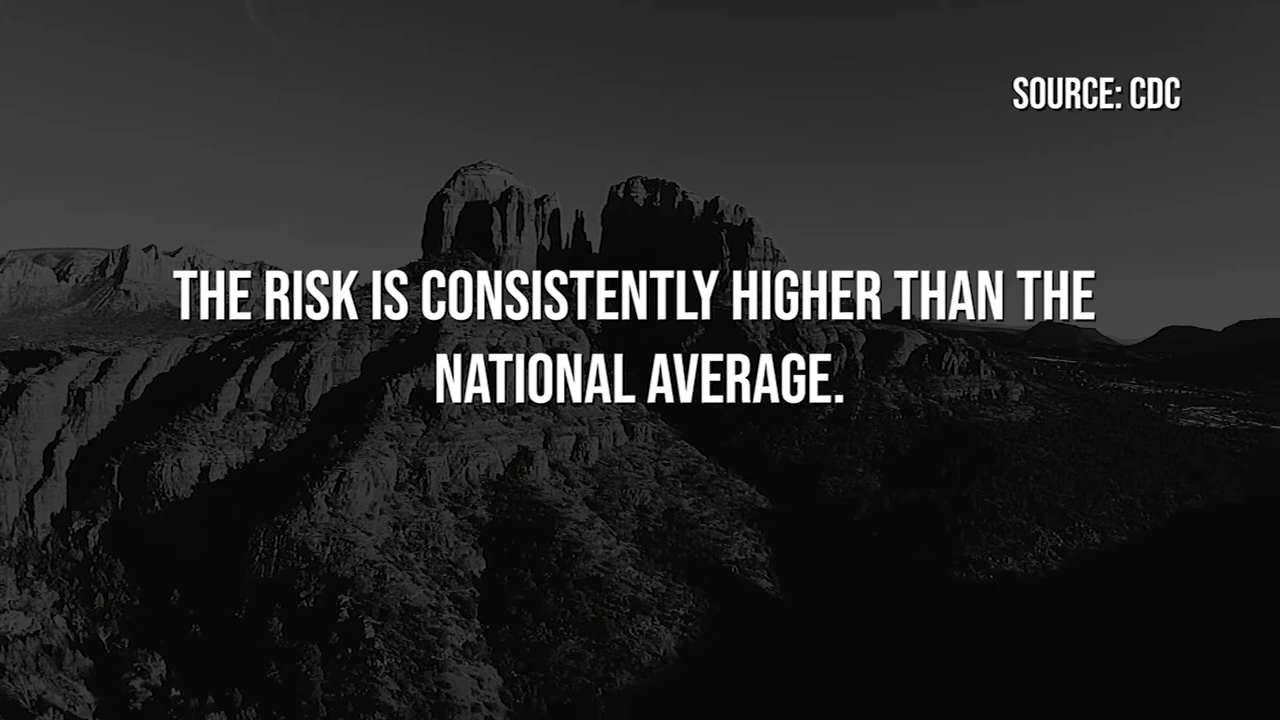 SOURCE: CDC
THE RISK IS CONSISTENTLY HIGHER THAN THE
NATIONAL AVERAGE.